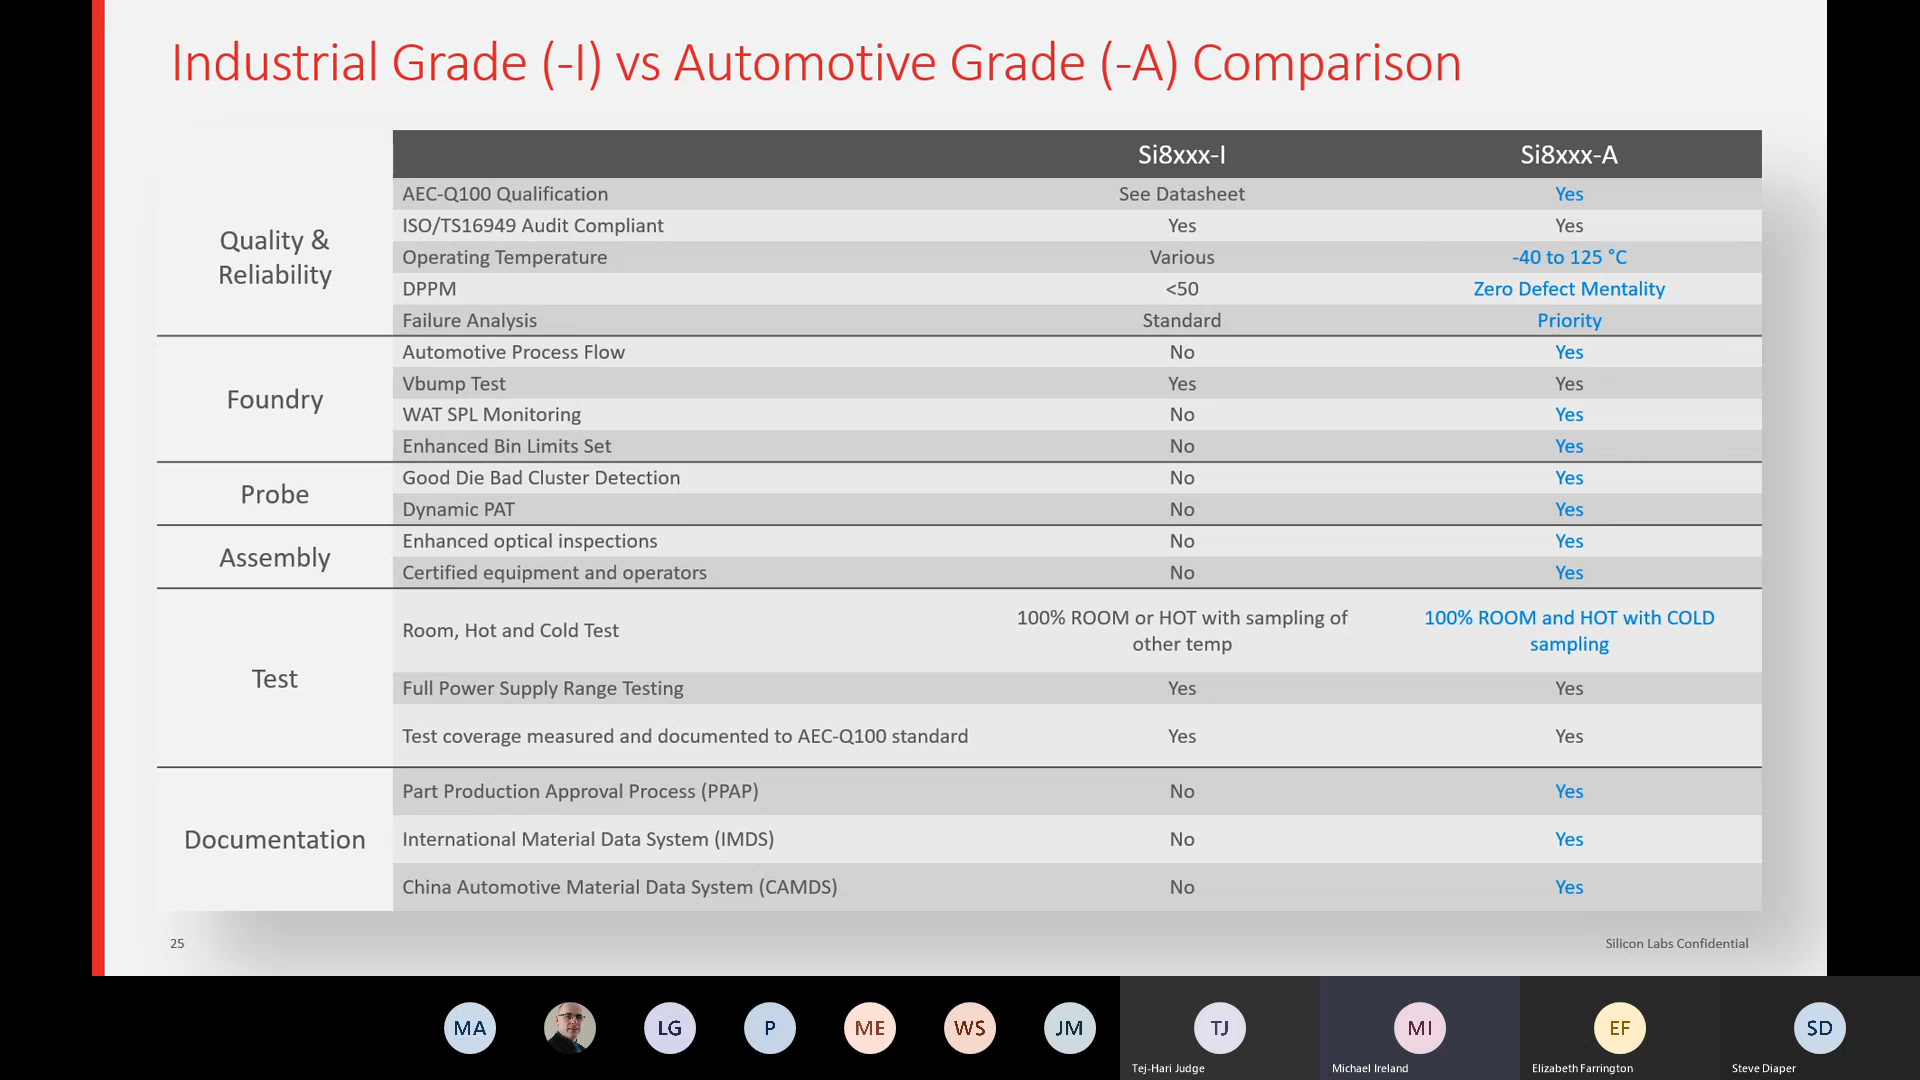 Industrial Grade (-I) vs Automotive Grade (-A) Comparison
Si8xxx-I Si8xxx-A
Quality &
Reliability
AEC-Q100 Qualification See Datasheet Yes
ISO/TS16949 Audit Compliant Yes Yes
Operating Temperature Various -40 to 125 °C
DPPM <50 Zero Defect Mentality
Failure Analysis Standard Priority
Foundry
Automotive Process Flow No Yes
Vbump Test Yes Yes
WAT SPL Monitoring No Yes
Enhanced Bin Limits Set No Yes
Probe
Good Die Bad Cluster Detection No Yes
Dynamic PAT No Yes
Assembly
Enhanced optical inspections No Yes
Certified equipment and operators No Yes
Test
Room, Hot and Cold Test 100% ROOM or HOT with sampling of 100% ROOM and HOT with COLD
other temp sampling
Full Power Supply Range Testing Yes Yes
Test coverage measured and documented to AEC-Q100 standard Yes Yes
Documentation
Part Production Approval Process (PPAP) No Yes
International Material Data System (IMDS) No Yes
China Automotive Material Data System (CAMDS) No Yes
25 Silicon Labs Confidential
MA LG P ME WS JM TJ MI EF SD
Tej-Hari Judge Michael Ireland Elizabeth Farrington Steve Diaper